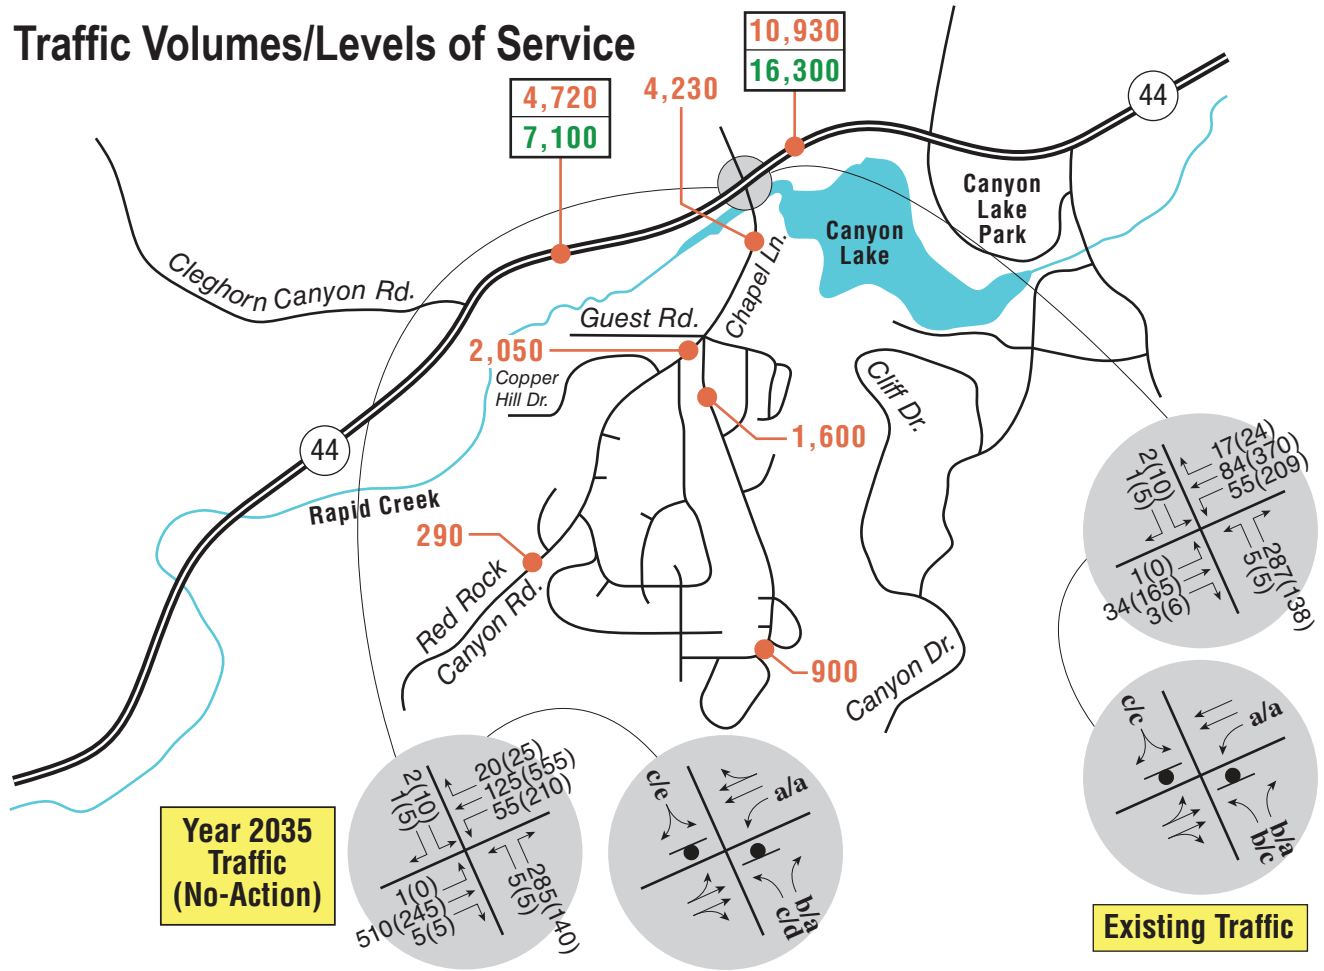 Traffic Volumes/Levels of Service
10,930
16,300
4,720
7,100
4,230
44
Canyon
Lake
Park
Canyon
Lake
Cleghorn Canyon Rd.
Chapel Ln.
Guest Rd.
2,050
Copper
Hill Dr.
Cliff Dr.
1,600
44
Rapid Creek
290
Red Rock
Canyon Rd.
900
Canyon Dr.
2(10)
1(5)
17(24)
84(370)
55(209)
1(0)
34(165)
3(6)
287(138)
5(5)
c/c
a/a
b/a
b/c
Existing Traffic
Year 2035
Traffic
(No-Action)
2(10)
1(5)
20(25)
125(555)
55(210)
1(0)
510(245)
5(5)
285(140)
5(5)
c/e
a/a
b/a
c/d